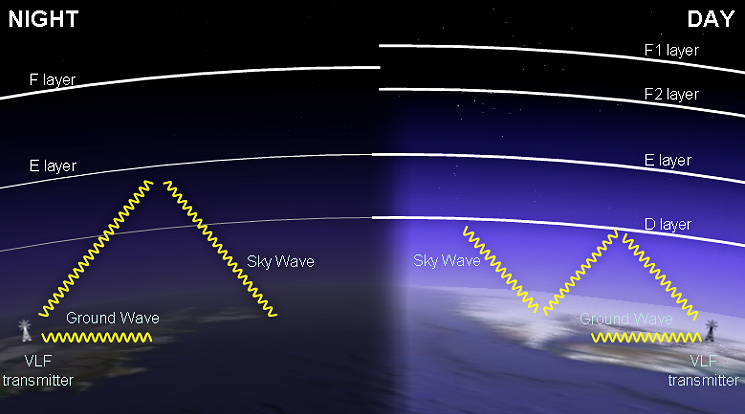 NIGHT
DAY
F1 layer
F layer
F2 layer
E layer
E layer
D layer
Sky Wave
Sky Wave
Ground Wave
Ground Wave
VLF
transmitter
VLF
transmitter